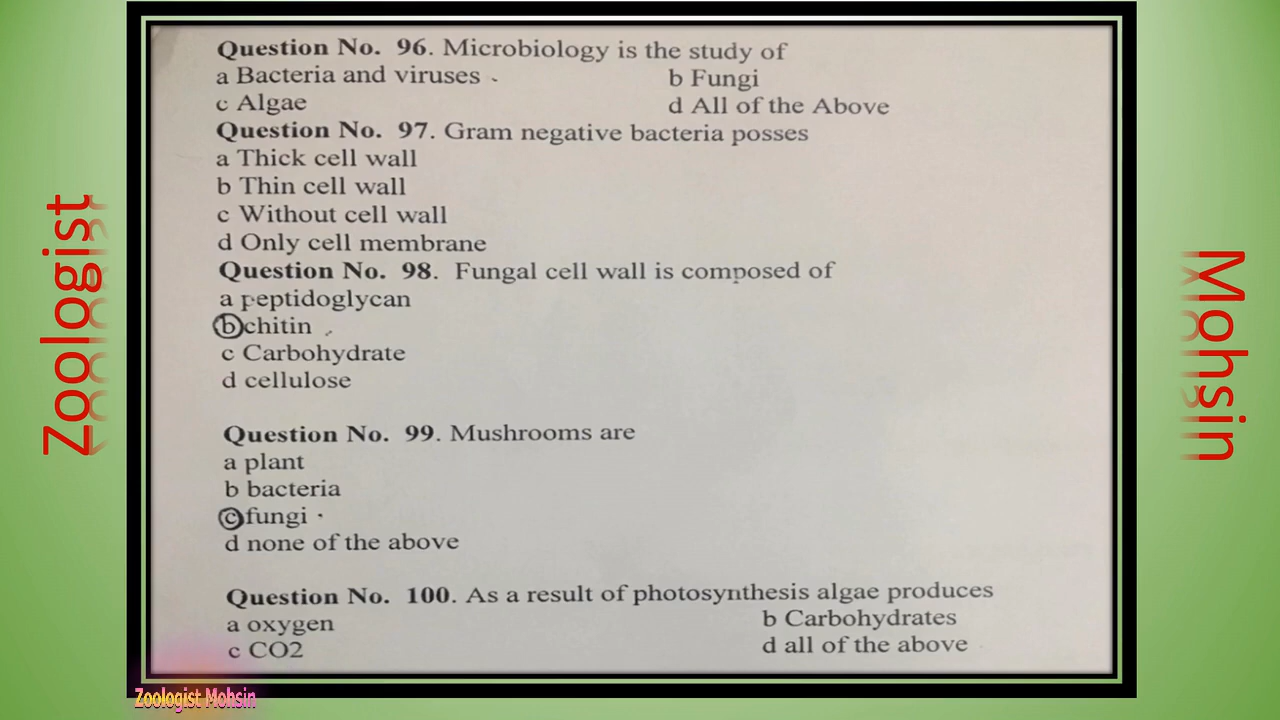 Zoologist
Question No. 96. Microbiology is the study of
a Bacteria and viruses
b Fungi
c Algae
d All of the Above
Question No. 97. Gram negative bacteria posses
a Thick cell wall
b Thin cell wall
c Without cell wall
d Only cell membrane
Question No. 98. Fungal cell wall is composed of
a peptidoglycan
b chitin
c Carbohydrate
d cellulose
Question No. 99. Mushrooms are
a plant
b bacteria
c fungi
d none of the above
Question No. 100. As a result of photosynthesis algae produces
a oxygen
b Carbohydrates
c CO2
d all of the above
Mohsin
Zoologist Mohsin